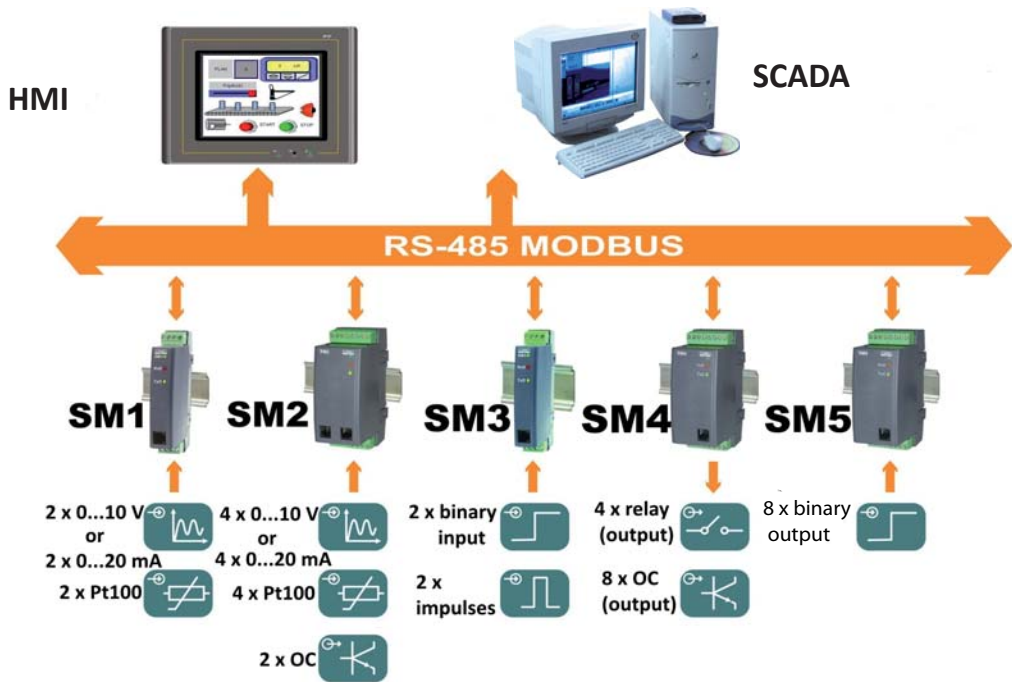 HMI
SCADA
START
STOP
RS-485 MODBUS
SM1
SM2
SM3
SM4
SM5
2 x 0...10 V
or
2 x 0...20 mA
2 x Pt100
4 x 0...10 V
or
4 x 0...20 mA
4 x Pt100
2 x OC
2 x binary
input
2 x
impulses
4 x relay
(output)
8 x OC
(output)
8 x binary
output